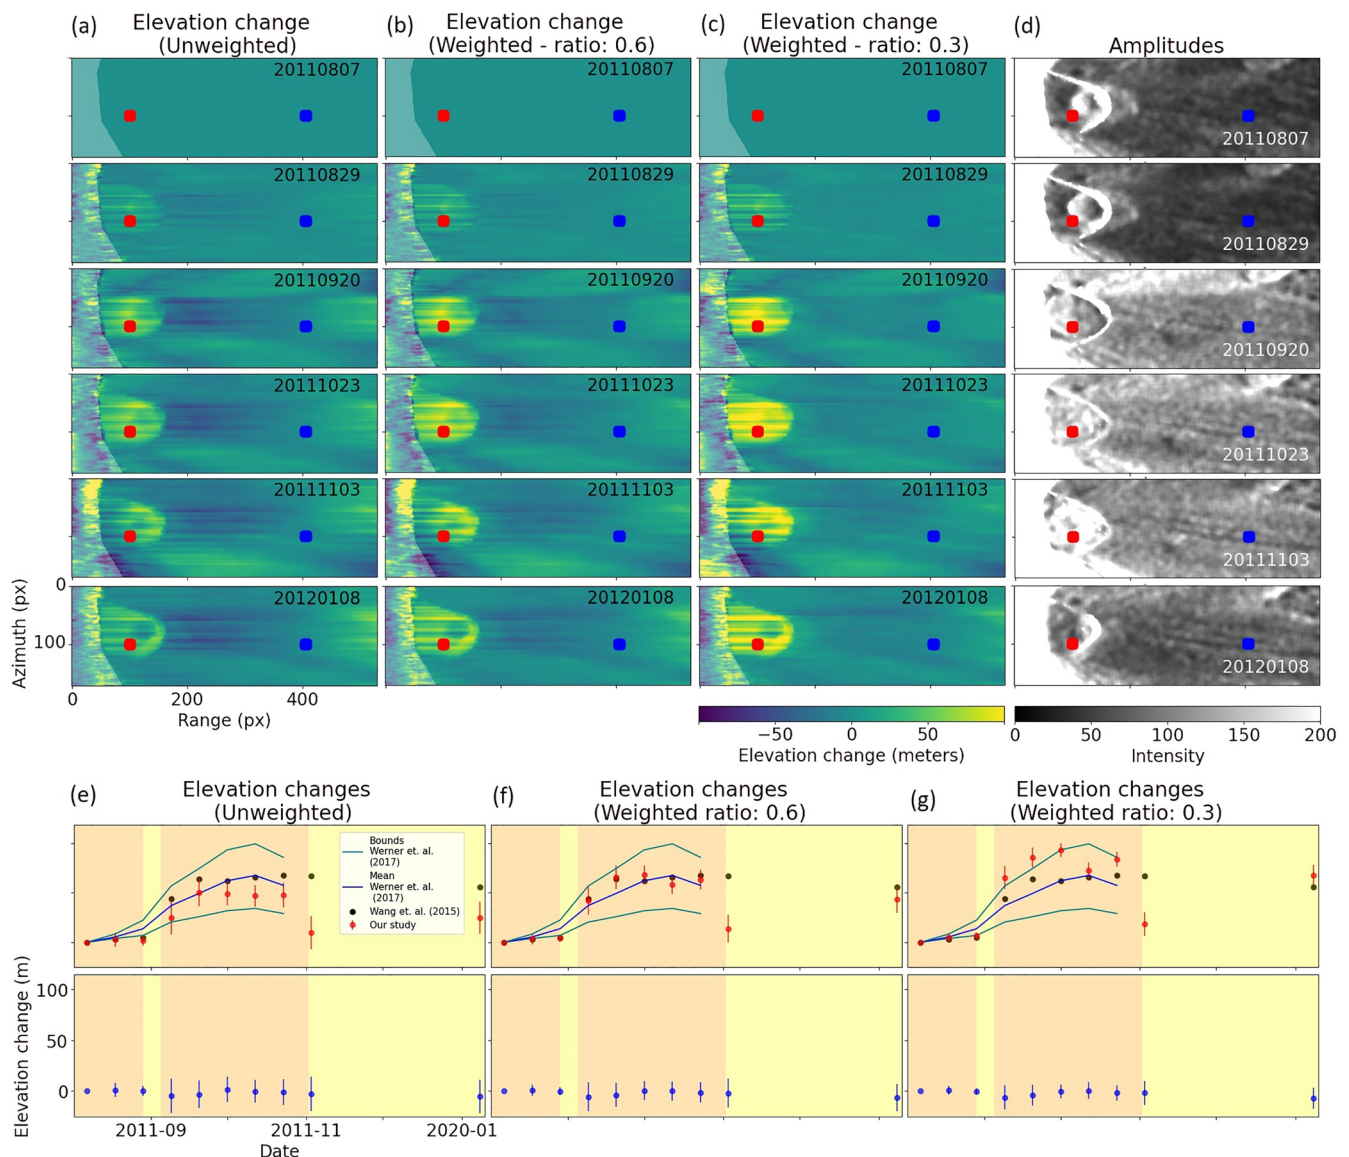 (a) Elevation change (Unweighted)
(b) Elevation change (Weighted - ratio: 0.6)
(c) Elevation change (Weighted - ratio: 0.3)
(d) Amplitudes
20110807 20110807 20110807 20110807
20110829 20110829 20110829 20110829
20110920 20110920 20110920 20110920
20111023 20111023 20111023 20111023
20111103 20111103 20111103 20111103
20120108 20120108 20120108 20120108
Azimuth (px)
0
100
0 200 400
Range (px)
−50 0 50
Elevation change (meters)
0 50 100 150 200
Intensity
(e) Elevation changes
(Unweighted)
(f) Elevation changes
(Weighted ratio: 0.6)
(g) Elevation changes
(Weighted ratio: 0.3)
Bounds
Werner et. al.
(2017)
Mean
Werner et. al.
(2017)
Wang et. al. (2015)
Our study
Elevation change (m)
100
50
0
2011-09 2011-11 2020-01
Date